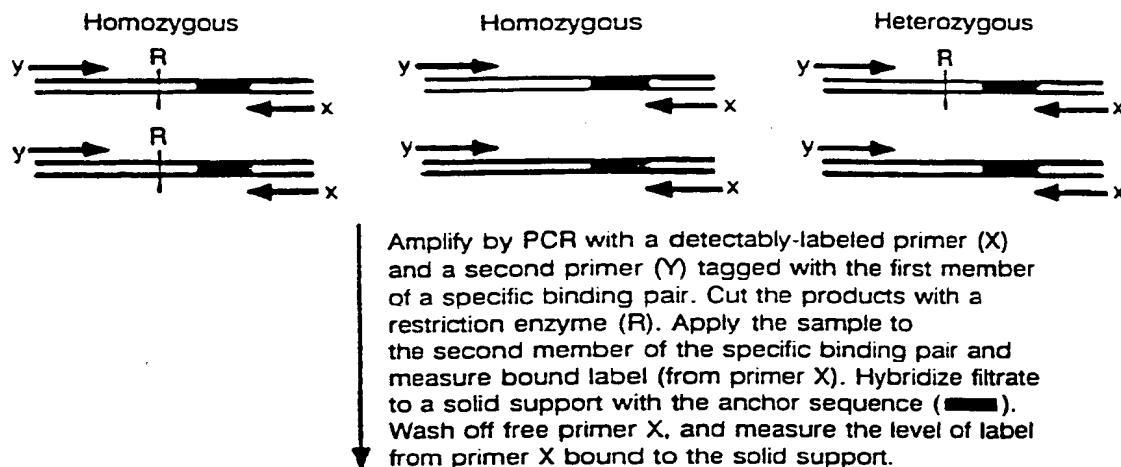 Homozygous Homozygous Heterozygous
R R
y y y
x x x
R
y y y
x x x
Amplify by PCR with a detectably-labeled primer (X)
and a second primer (Y) tagged with the first member
of a specific binding pair. Cut the products with a
restriction enzyme (R). Apply the sample to
the second member of the specific binding pair and
measure bound label (from primer X). Hybridize filtrate
to a solid support with the anchor sequence ( ).
Wash off free primer X, and measure the level of label
from primer X bound to the solid support.